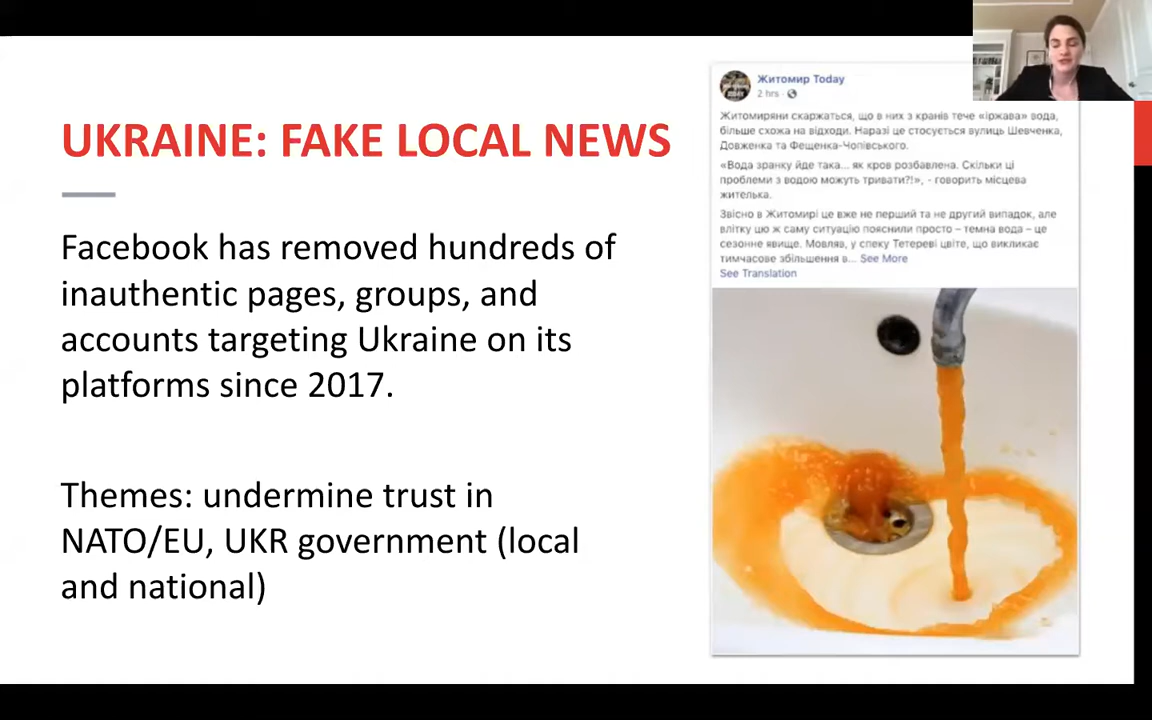 UKRAINE: FAKE LOCAL NEWS
Facebook has removed hundreds of
inauthentic pages, groups, and
accounts targeting Ukraine on its
platforms since 2017.
Themes: undermine trust in
NATO/EU, UKR government (local
and national)
Житомир Today
2 hrs ·
Житомиряни скаржаться, що в них з кранів тече «іржава» вода,
більше схожа на відходи. Наразі це стосується вулиць Шевченка,
Довженка та Фещенка-Чопівського.
«Вода зранку йде така... як кров розбавлена. Скільки ці
проблеми з водою можуть тривати?!», - говорить місцева
жителька.
Звісно в Житомирі це вже не перший та не другий випадок, але
влітку цю ж саму ситуацію пояснили просто – темна вода – це
сезонне явище. Мовляв, у спеку Тетереві цвіте, що викликає
тимчасове збільшення в... See More
See Translation